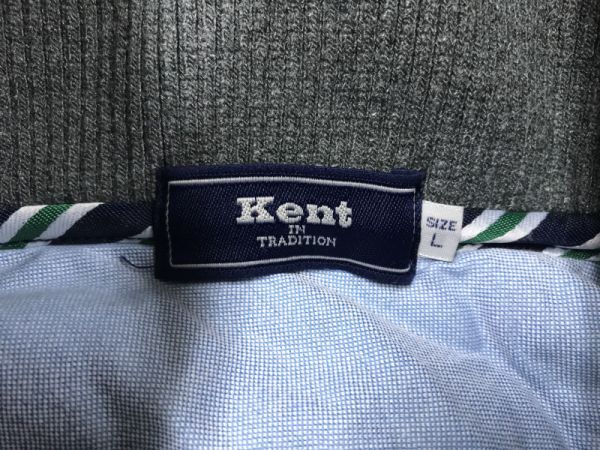 Kent
IN
TRADITION
SIZE
L